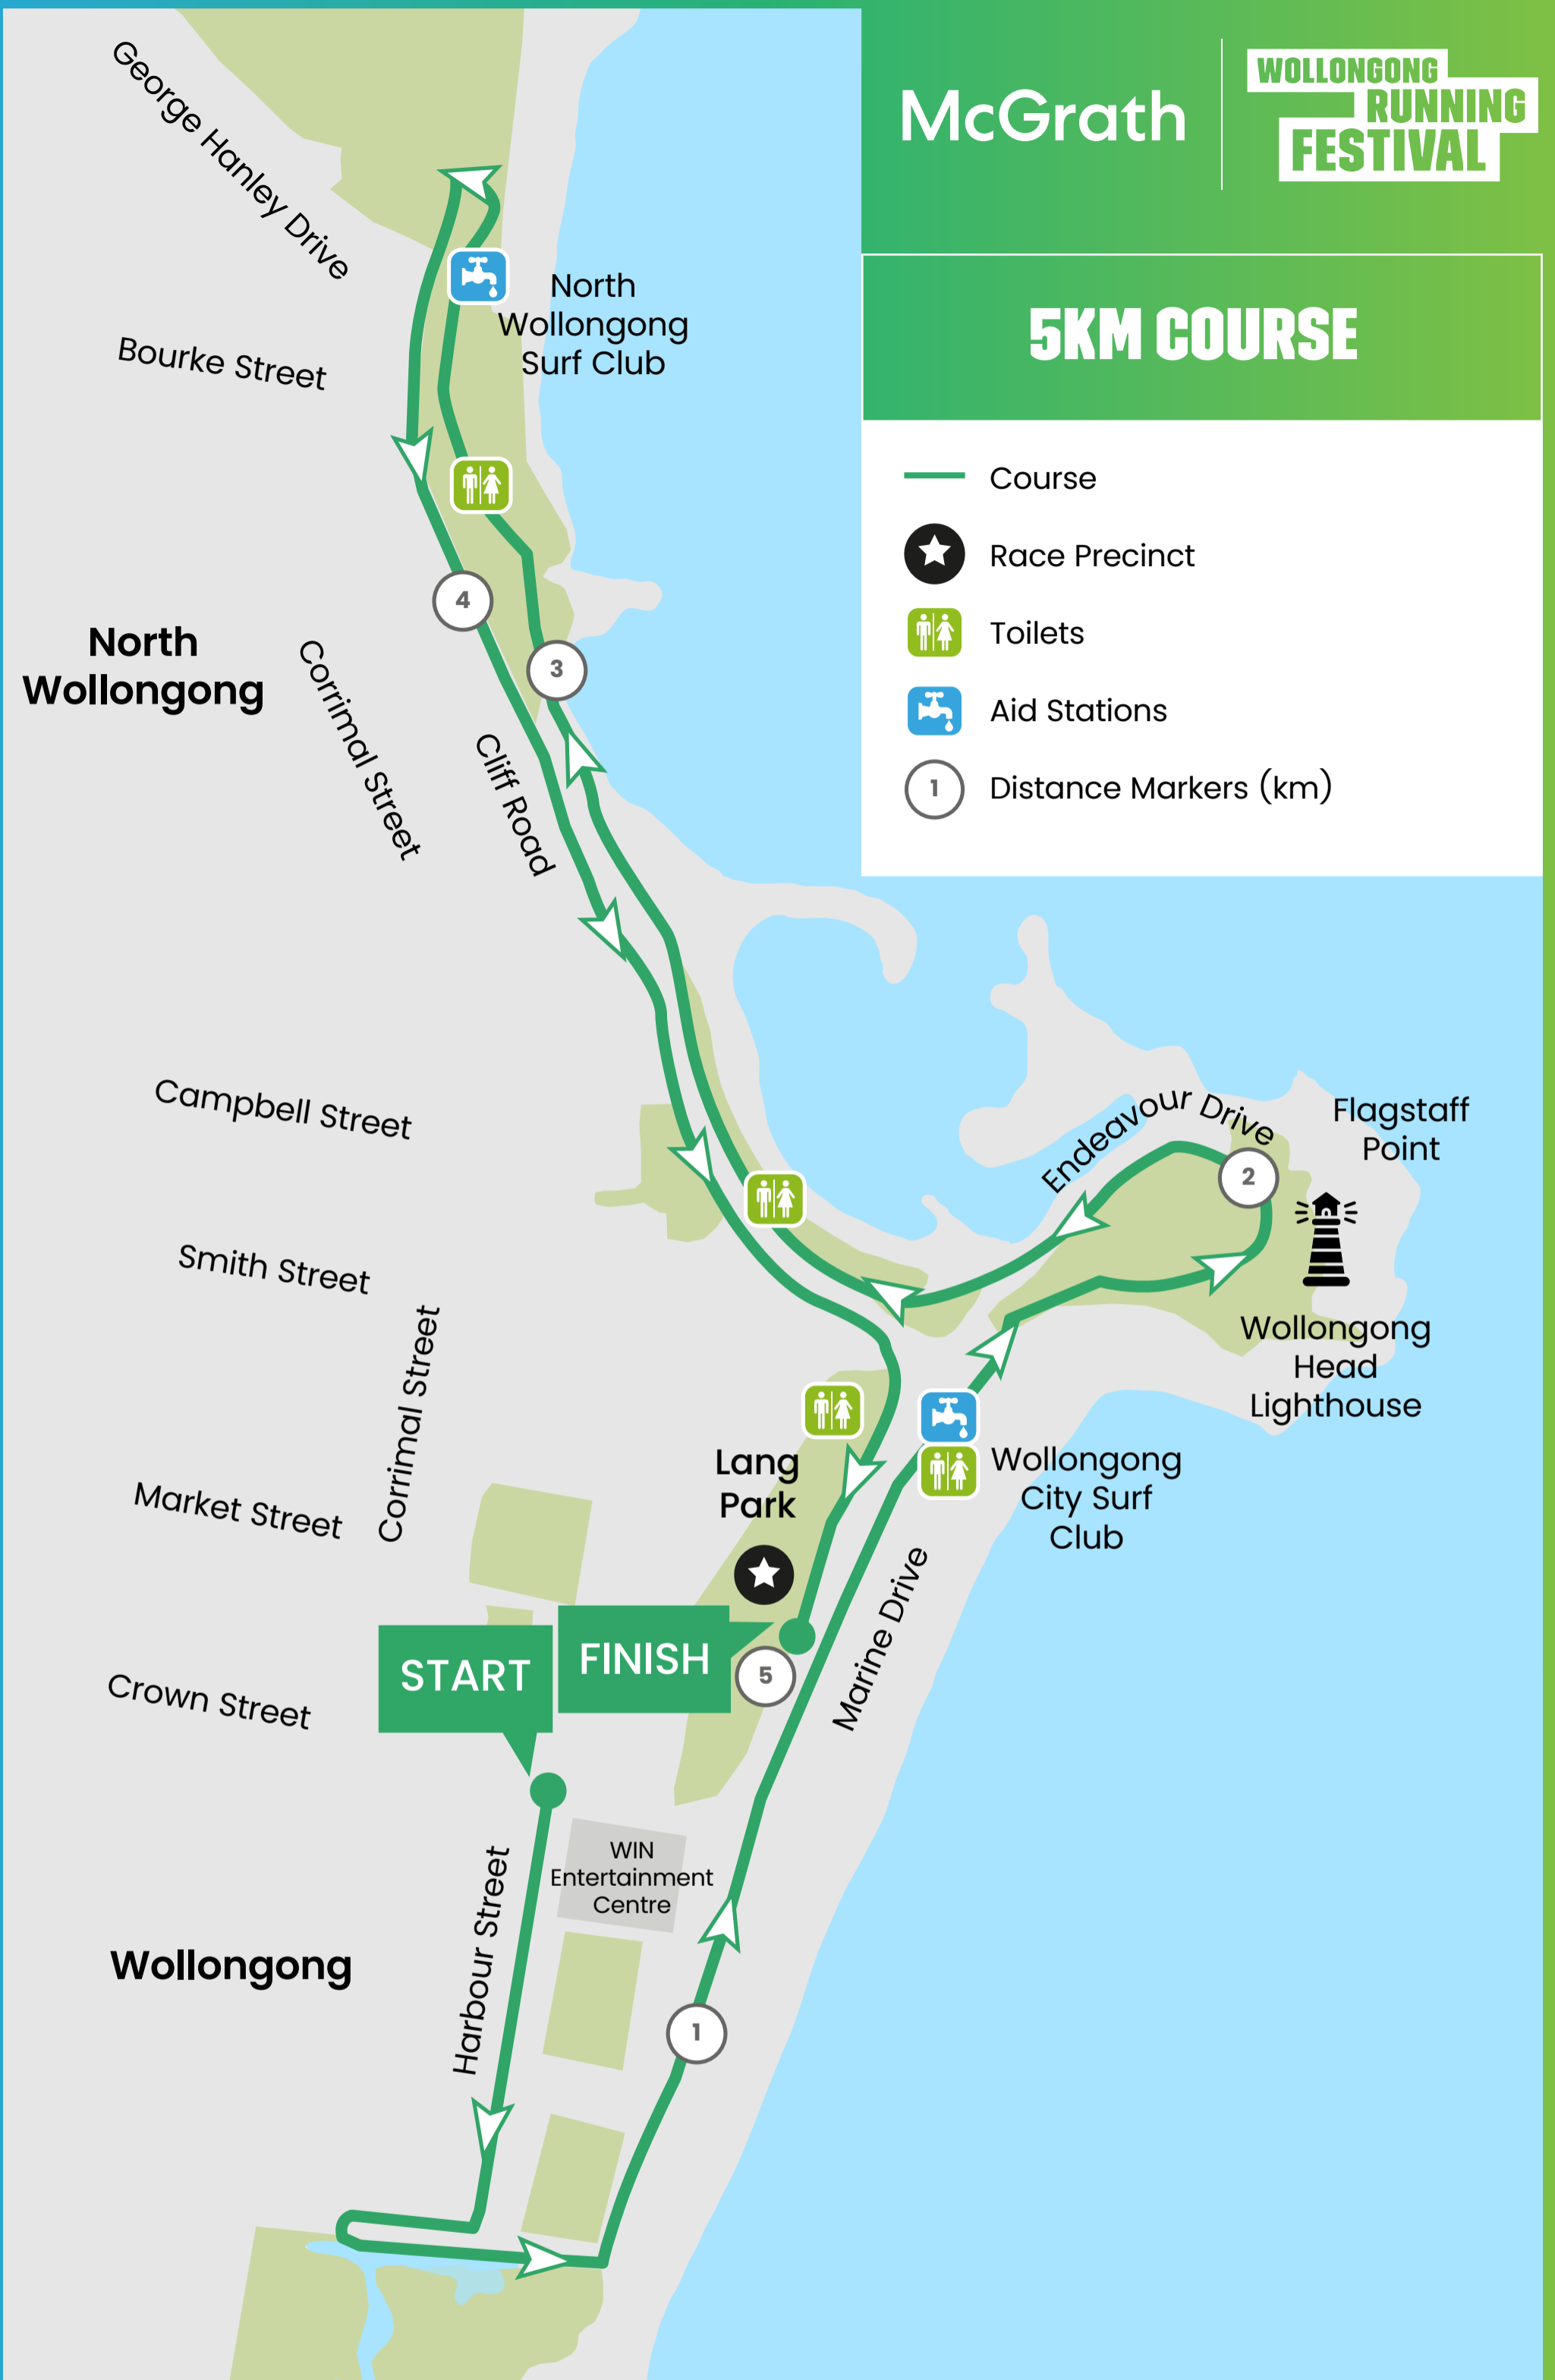 McGrath
WOLLONGONG
RUNNING
FESTIVAL
5KM COURSE
Course
Race Precinct
Toilets
Aid Stations
1
Distance Markers (km)
George Hanley Drive
North
Wollongong
Surf Club
Bourke Street
4
3
North
Wollongong
Corrimal Street
Cliff Road
Campbell Street
Endeavour Drive
Flagstaff
Point
2
Smith Street
Wollongong
Head
Lighthouse
Corrimal Street
Lang
Park
Wollongong
City Surf
Club
Market Street
Marine Drive
START
FINISH
5
Crown Street
WIN
Entertainment
Centre
Harbour Street
Wollongong
1